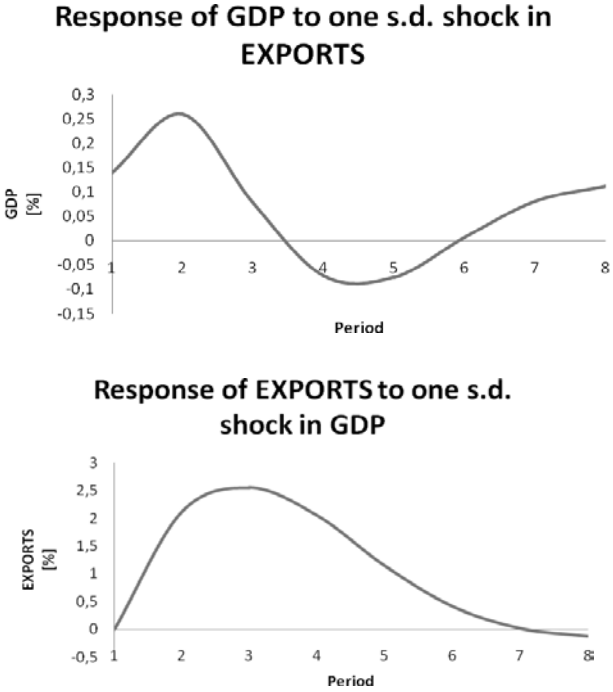 Response of GDP to one s.d. shock in
EXPORTS
0,3
0,25
0,2
0,15
0,1
0,05
0
-0,05
-0,1
-0,15
GDP
[%]
1 2 3 4 5 6 7 8
Period
Response of EXPORTS to one s.d.
shock in GDP
3
2,5
2
1,5
1
0,5
0
-0,5
EXPORTS
[%]
1 2 3 4 5 6 7 8
Period